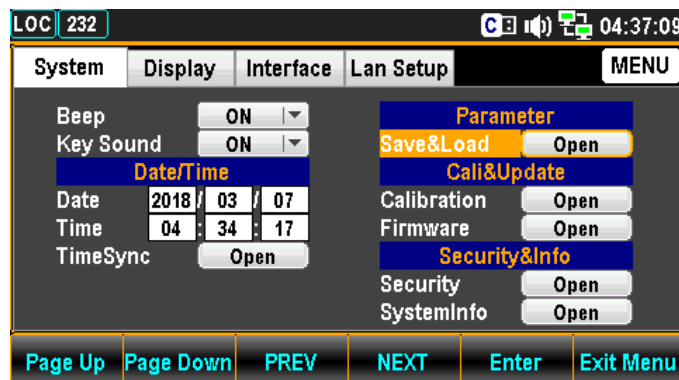 LOC 232 C 04:37:09
System Display Interface Lan Setup MENU
Beep ON
Key Sound ON
Date/Time
Date 2018 / 03 / 07
Time 04 : 34 : 17
TimeSync Open
Parameter
Save&Load Open
Cali&Update
Calibration Open
Firmware Open
Security&Info
Security Open
SystemInfo Open
Page Up Page Down PREV NEXT Enter Exit Menu